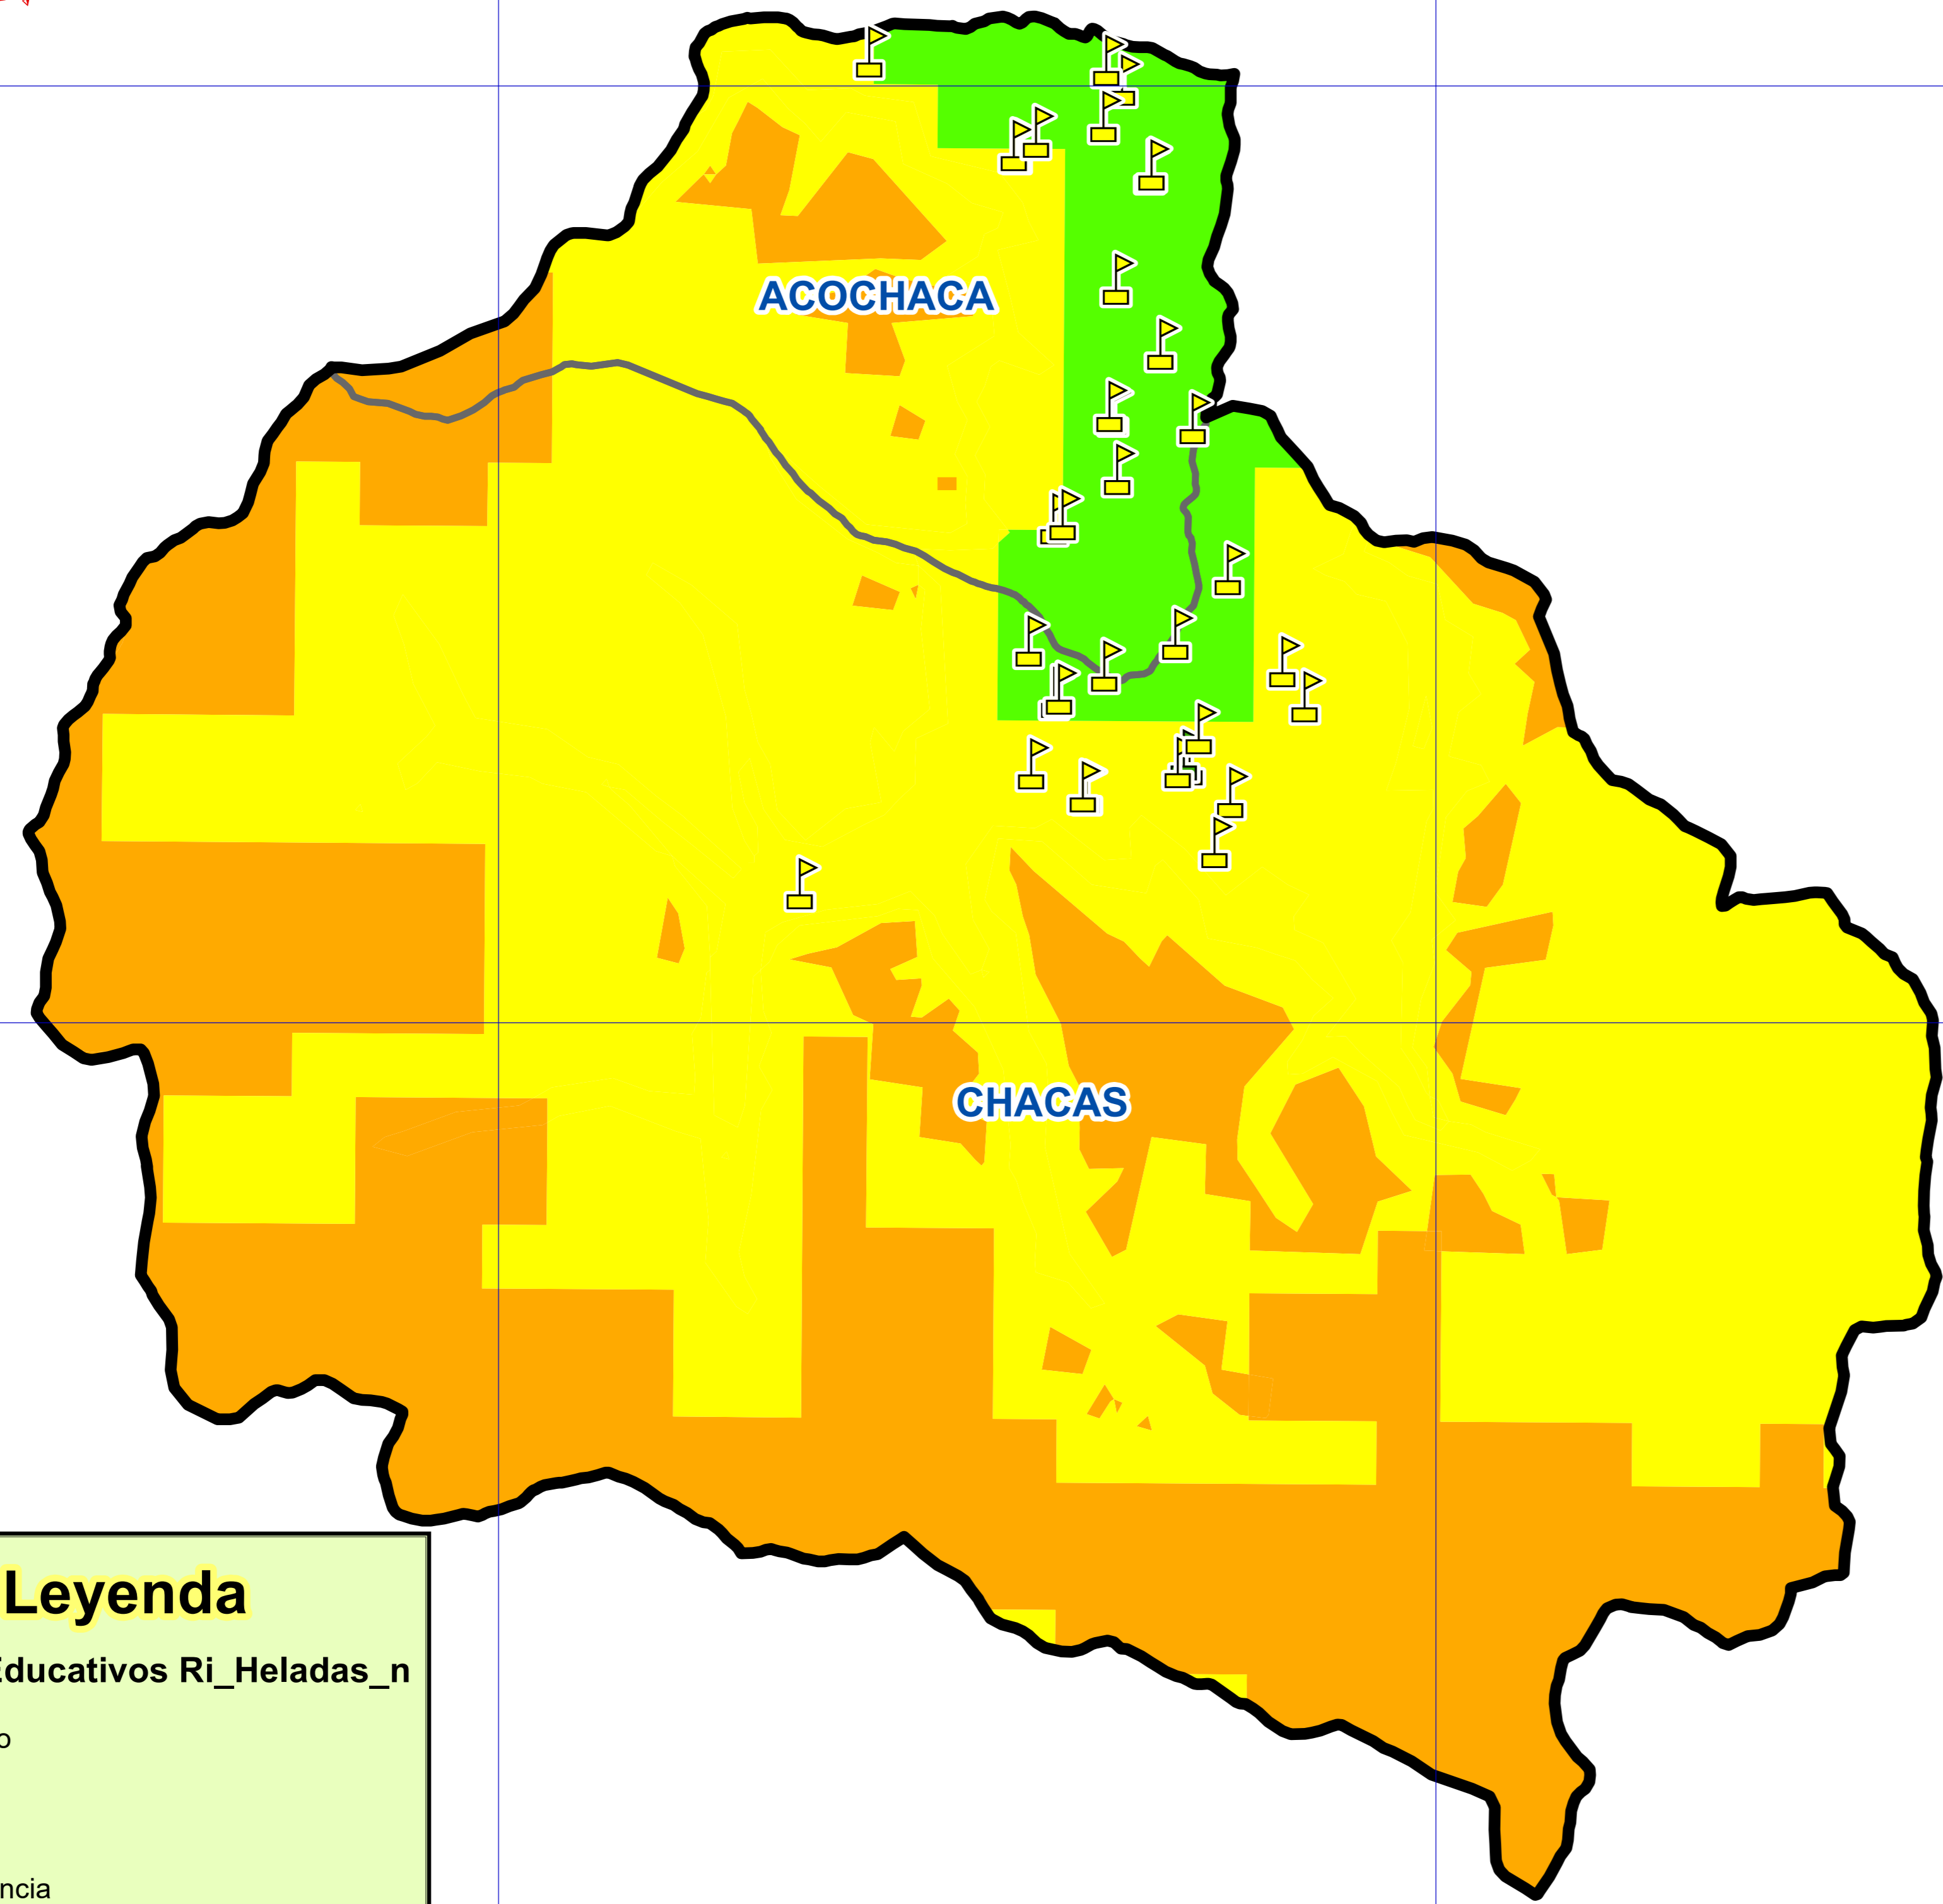 ACOCHACA
CHACAS
Leyenda
Educativos Ri_Heladas_n
o
ncia